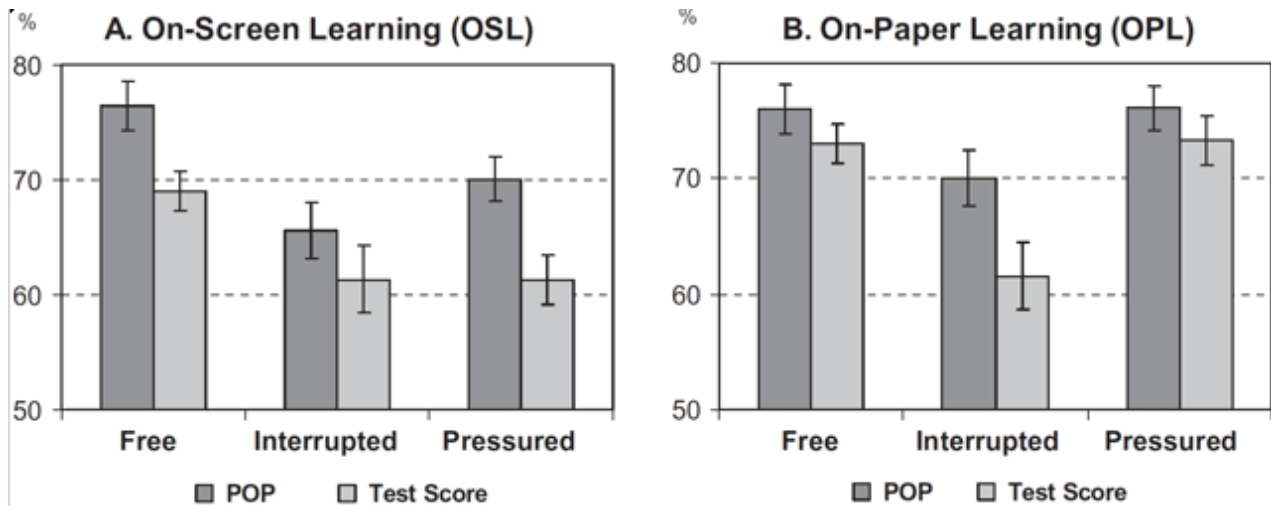 %
A. On-Screen Learning (OSL)
80
70
60
50
Free Interrupted Pressured
POP Test Score
%
B. On-Paper Learning (OPL)
80
70
60
50
Free Interrupted Pressured
POP Test Score